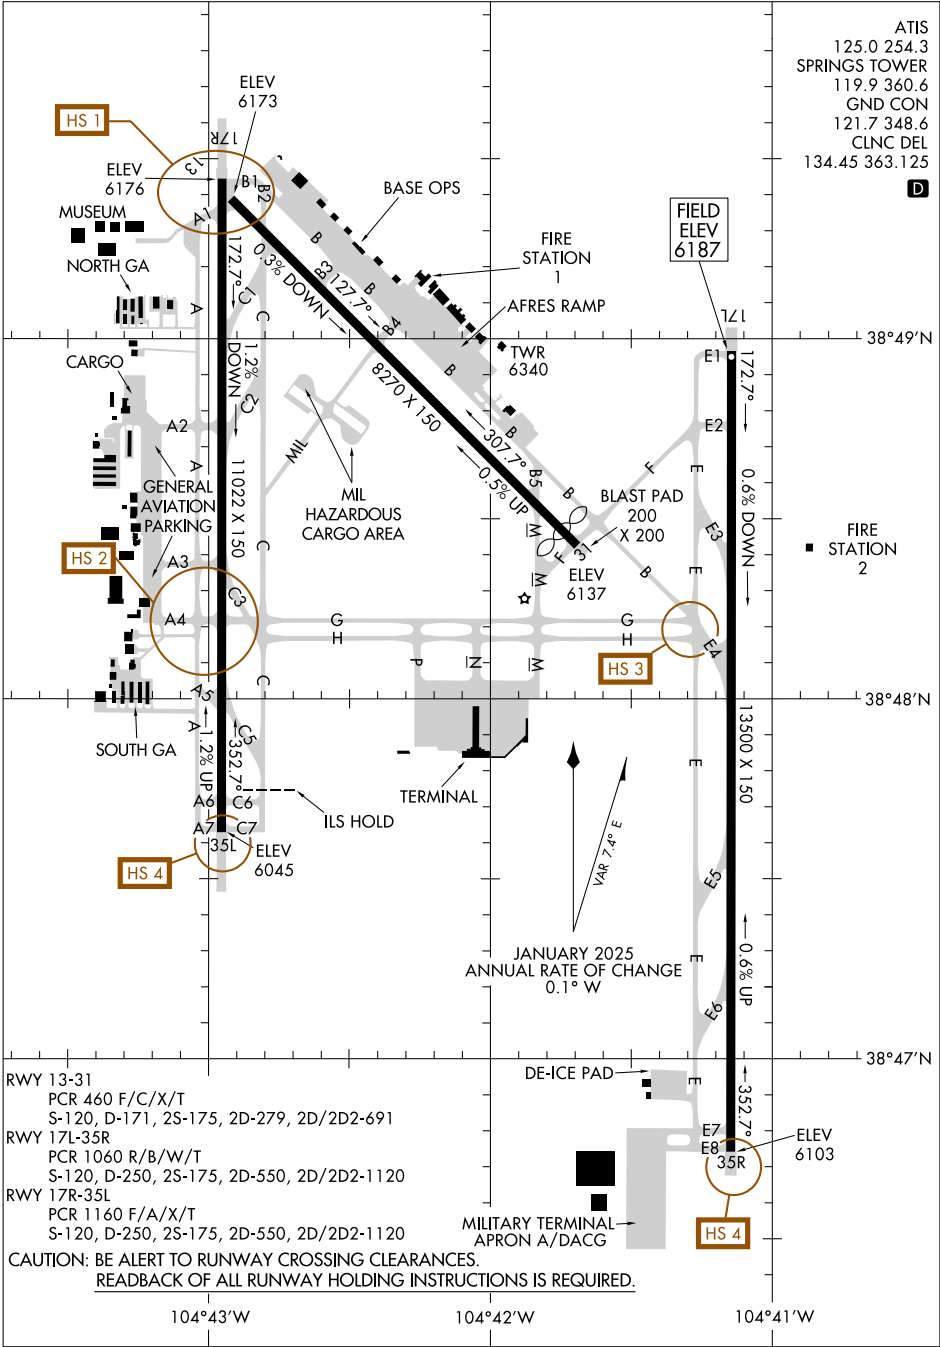 ATIS
125.0 254.3
SPRINGS TOWER
119.9 360.6
GND CON
121.7 348.6
CLNC DEL
134.45 363.125
D
ELEV
6173
HS 1
17R
13
ELEV
6176
B1
B2
A1
MUSEUM
BASE OPS
FIELD
ELEV
6187
FIRE
STATION
1
NORTH GA
172.7°
0.3% DOWN
B3
127.7°
B
B
AFRES RAMP
A
C1
C
B4
17L
38°49'N
TWR
6340
E1
CARGO
1.2%
DOWN
8270 X 150
B
172.7°
A2
C2
307.7°
B
E2
MIL
0.5% UP
B5
F
E
A
11022 X 150
GENERAL
AVIATION
PARKING
MIL
HAZARDOUS
CARGO AREA
B
BLAST PAD
200
X 200
0.6% DOWN
E3
FIRE
STATION
2
HS 2
A3
C
M
F
31
ELEV
6137
M
B
E
C3
A4
G
G
H
H
HS 3
E4
P
N
M
C
A5
38°48'N
A
SOUTH GA
1.2% UP
352.7°
C5
13500 X 150
TERMINAL
E
A6
C6
ILS HOLD
A7
C7
35L
ELEV
6045
HS 4
VAR 7.4° E
E5
JANUARY 2025
ANNUAL RATE OF CHANGE
0.1° W
E
0.6% UP
E6
38°47'N
DE-ICE PAD
E
352.7°
E7
E8
35R
ELEV
6103
HS 4
MILITARY TERMINAL
APRON A/DACG
RWY 13-31
PCR 460 F/C/X/T
S-120, D-171, 2S-175, 2D-279, 2D/2D2-691
RWY 17L-35R
PCR 1060 R/B/W/T
S-120, D-250, 2S-175, 2D-550, 2D/2D2-1120
RWY 17R-35L
PCR 1160 F/A/X/T
S-120, D-250, 2S-175, 2D-550, 2D/2D2-1120
CAUTION: BE ALERT TO RUNWAY CROSSING CLEARANCES.
READBACK OF ALL RUNWAY HOLDING INSTRUCTIONS IS REQUIRED.
104°43'W
104°42'W
104°41'W